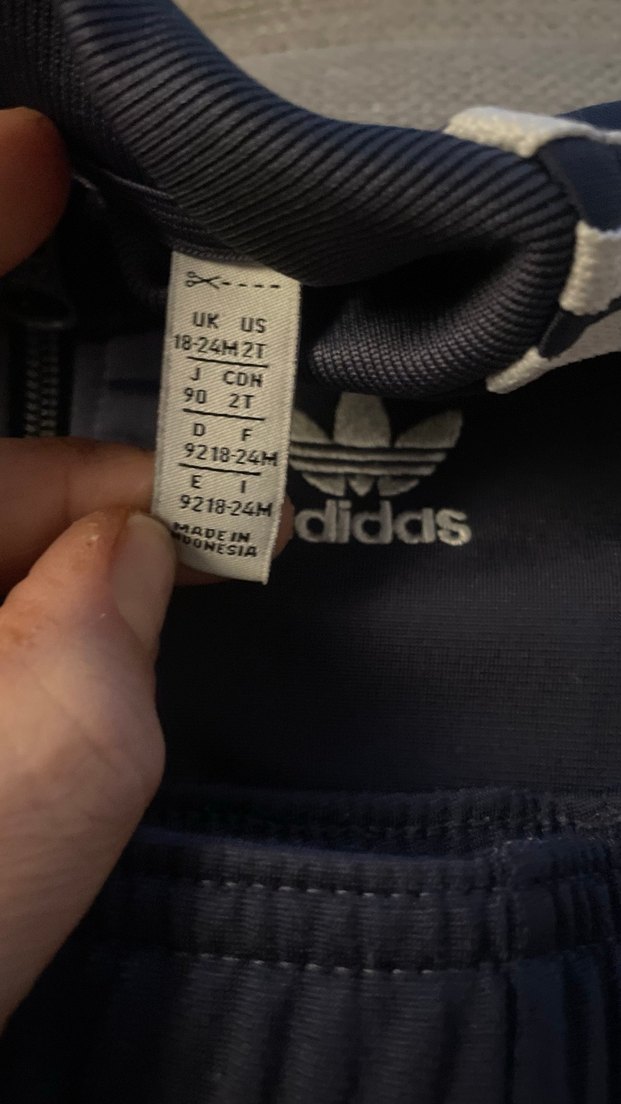 UK US
18-24M 2T
J CDN
90 2T
D F
92 18-24M
E I
92 18-24M
MADE IN
INDONESIA
adidas